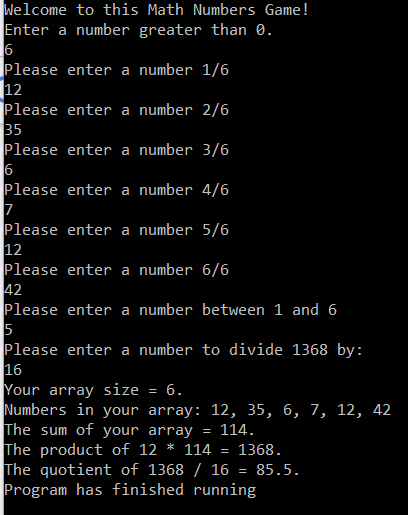 Welcome to this Math Numbers Game!
Enter a number greater than 0.
6
Please enter a number 1/6
12
Please enter a number 2/6
35
Please enter a number 3/6
6
Please enter a number 4/6
7
Please enter a number 5/6
12
Please enter a number 6/6
42
Please enter a number between 1 and 6
5
Please enter a number to divide 1368 by:
16
Your array size = 6.
Numbers in your array: 12, 35, 6, 7, 12, 42
The sum of your array = 114.
The product of 12 * 114 = 1368.
The quotient of 1368 / 16 = 85.5.
Program has finished running